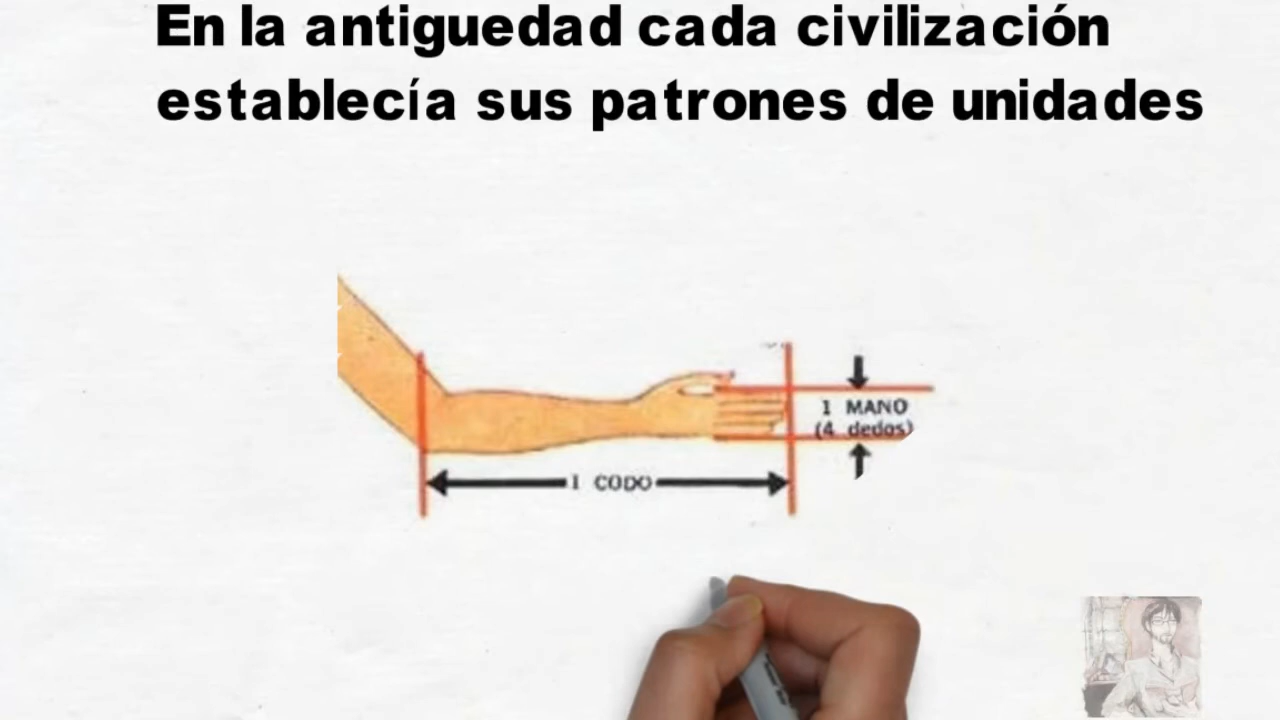 En la antiguedad cada civilización
establecía sus patrones de unidades
1 MANO
(4 dedos)
1 CODO